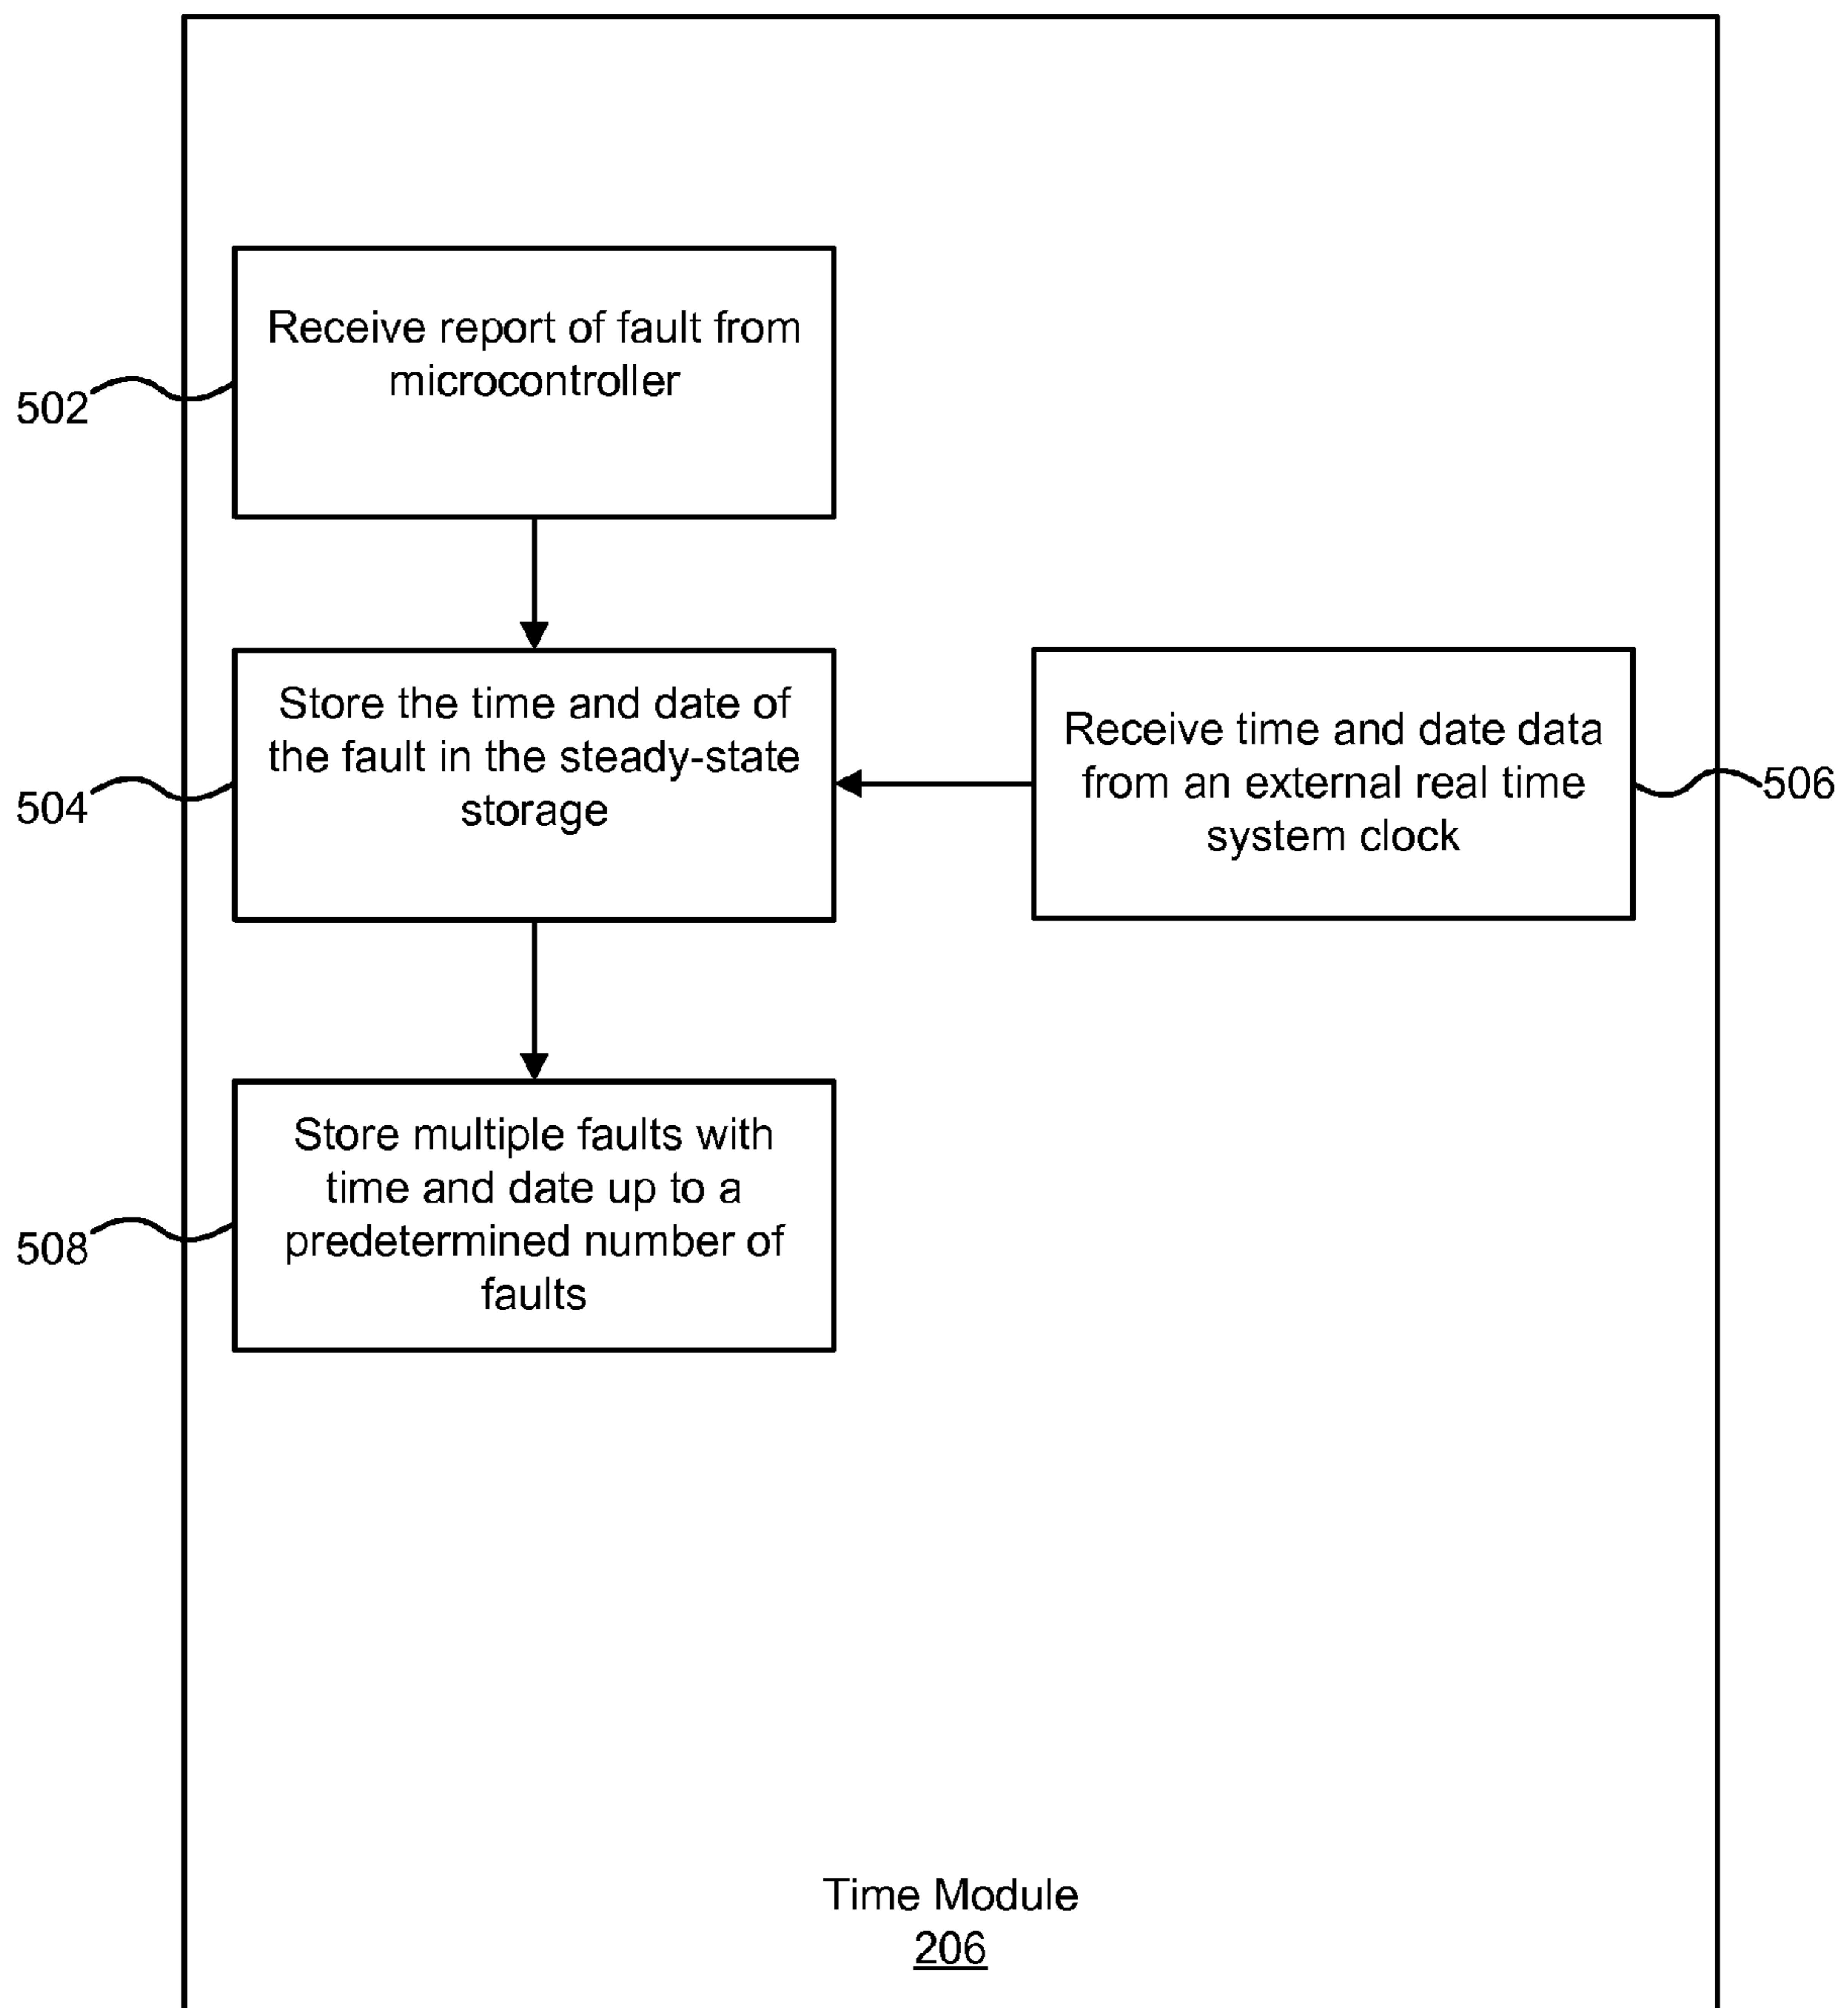 Receive report of fault from
microcontroller
502
Store the time and date of
the fault in the steady-state
storage
504
Receive time and date data
from an external real time
system clock
506
Store multiple faults with
time and date up to a
predetermined number of
faults
508
Time Module
206